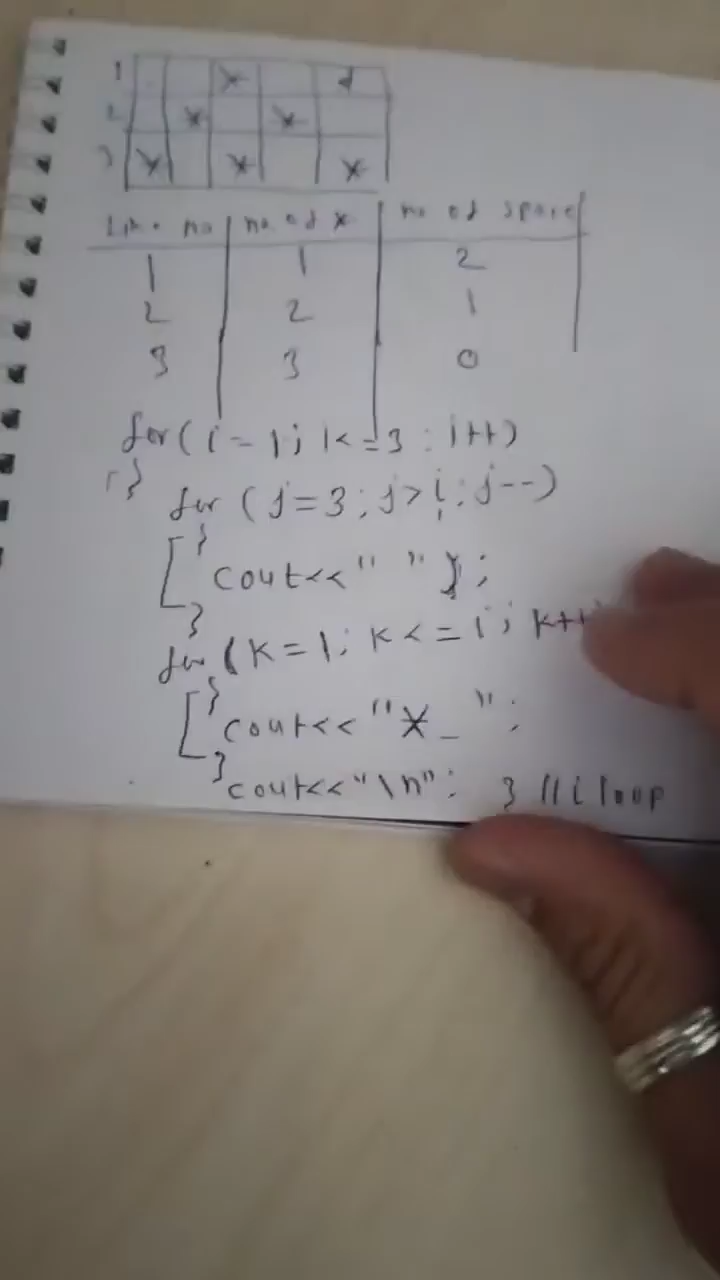 1 * d
2 * *
3 * * *
Line no no of * no of space
1 1 2
2 2 1
3 3 0
for(i=1; i<=3; i++)
{
for (j=3; j>i; j--)
{
cout<<" ";
}
for (k=1; k<=i; k++
{
cout<<"*_";
}
cout<<"\n"; } //i loop